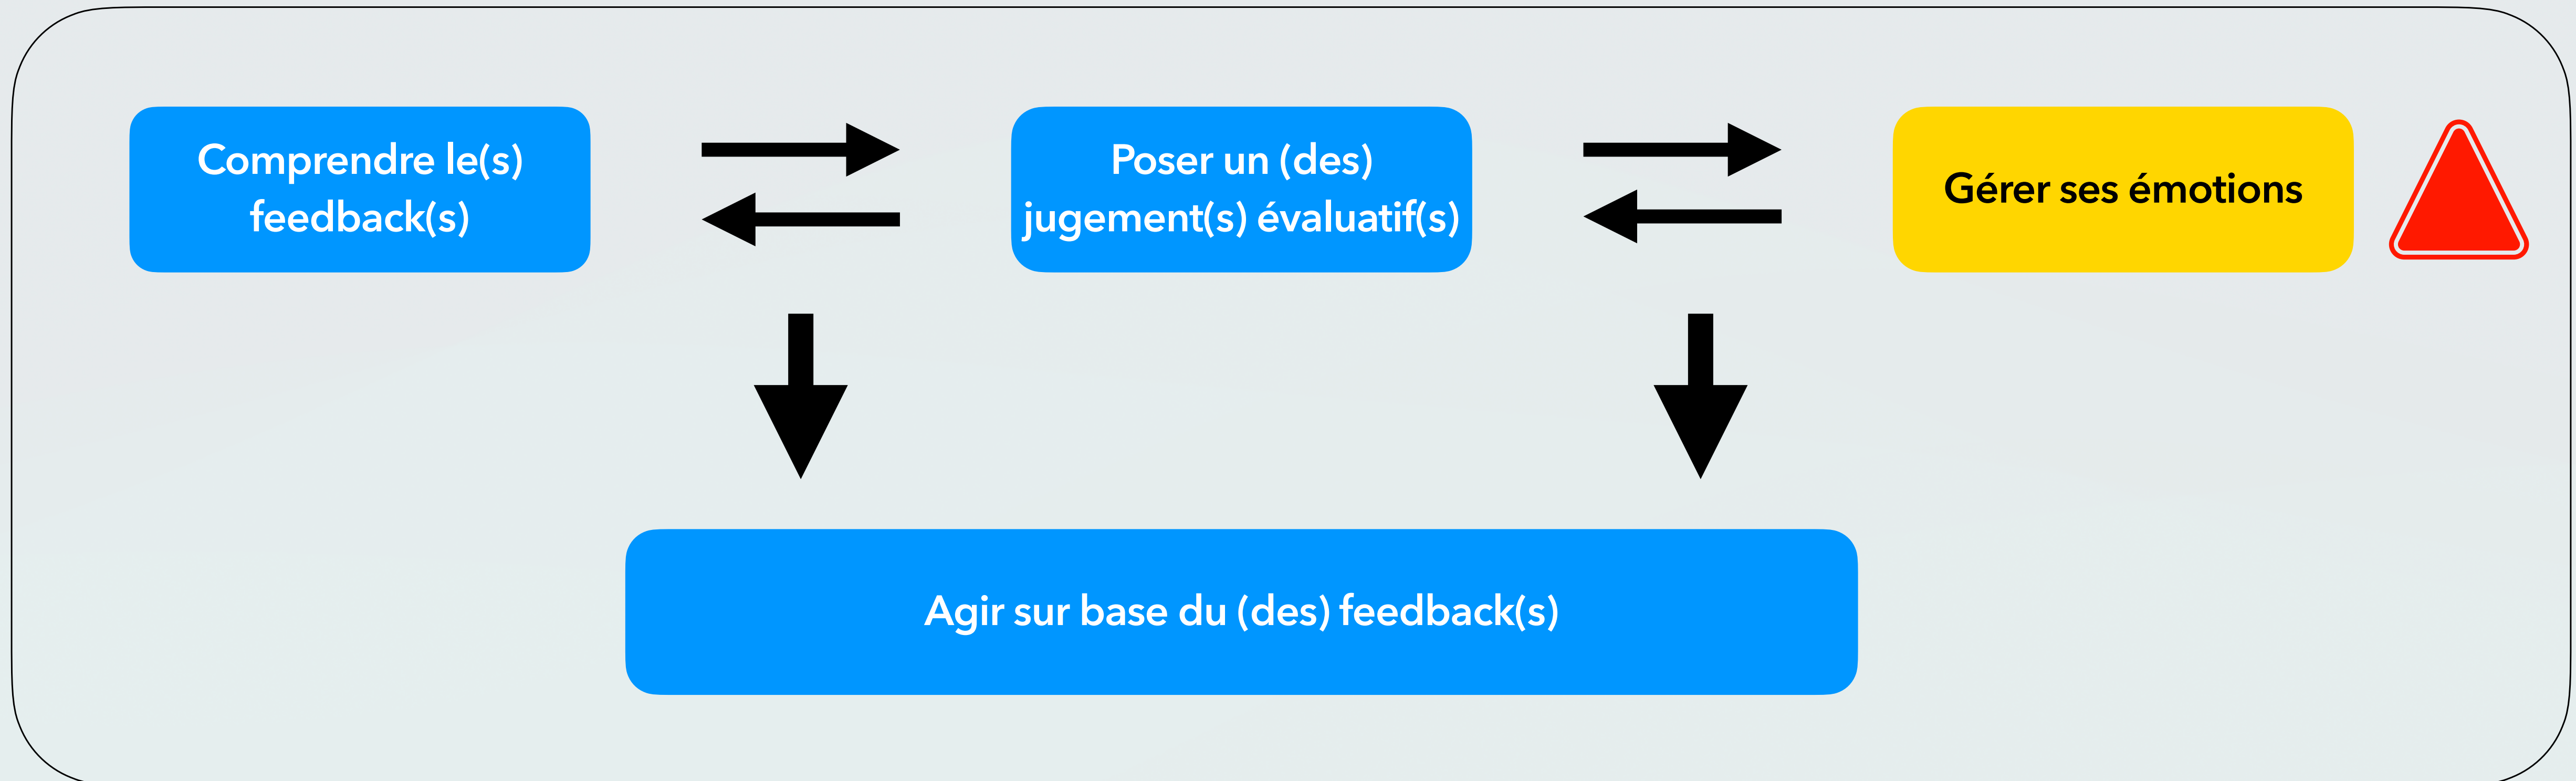 Comprendre le(s)
feedback(s)
Poser un (des)
jugement(s) évaluatif(s)
Gérer ses émotions
Agir sur base du (des) feedback(s)